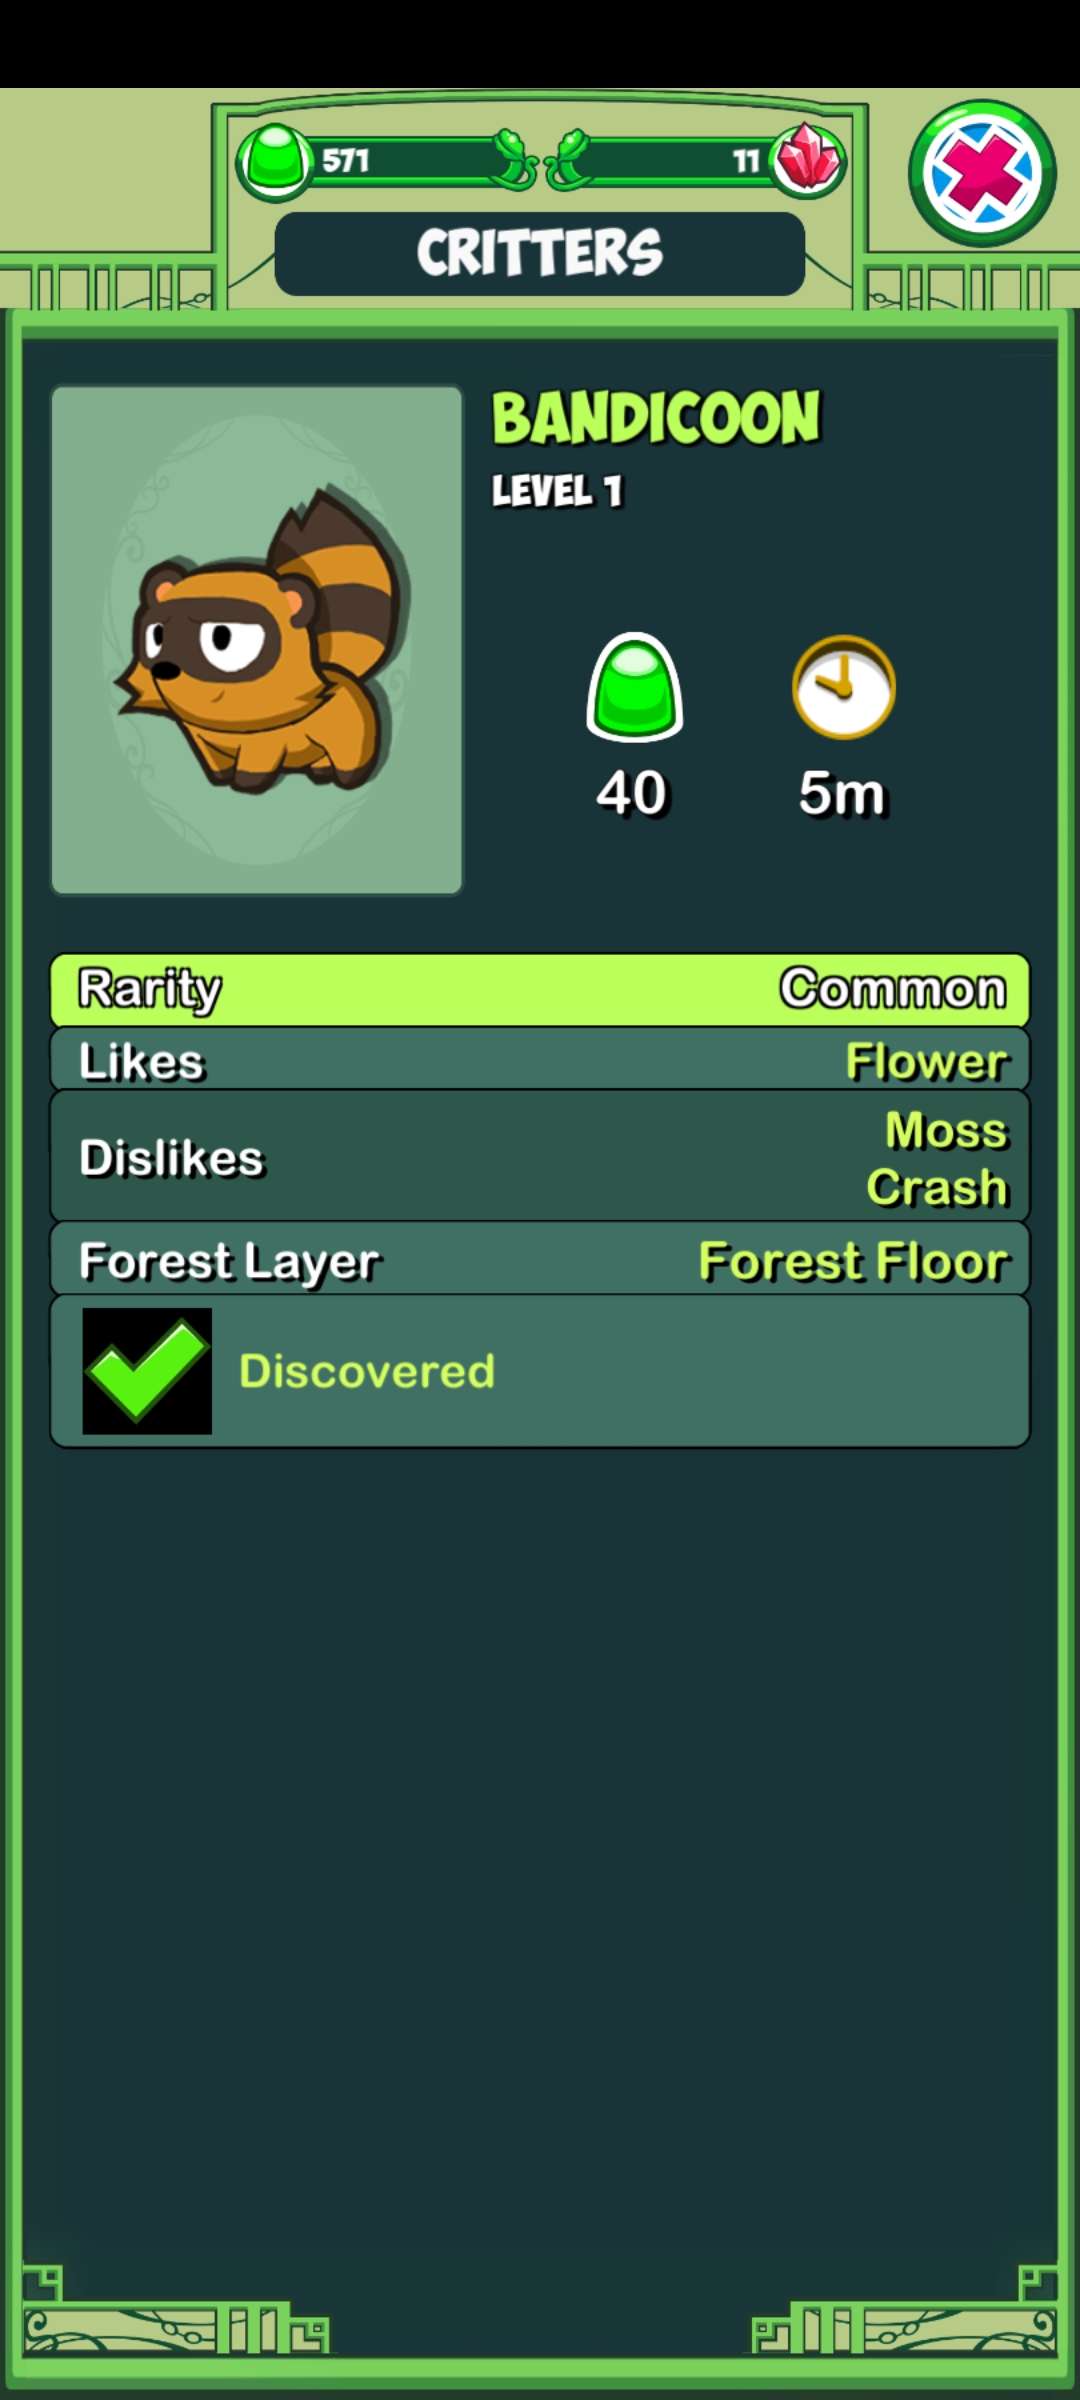 571
11
CRITTERS
BANDICOON
LEVEL 1
40
5m
Rarity Common
Likes Flower
Dislikes Moss
Crash
Forest Layer Forest Floor
Discovered